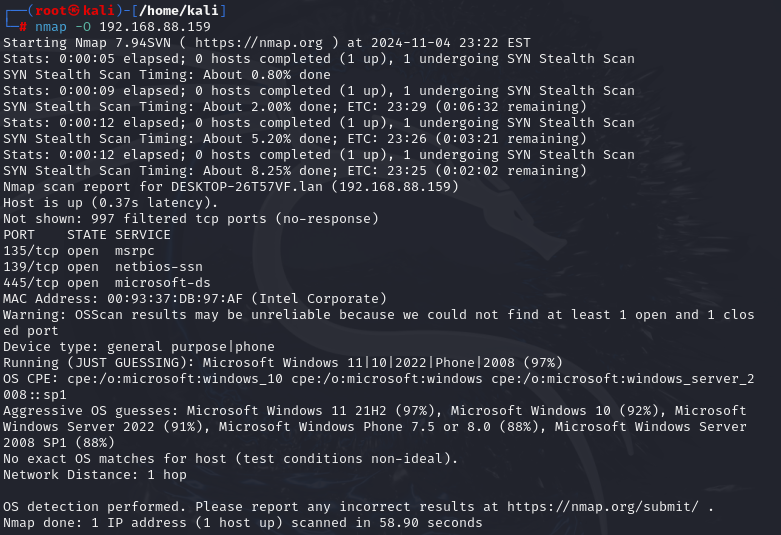 ┌──(root㉿kali)-[/home/kali]
└─# nmap -O 192.168.88.159
Starting Nmap 7.94SVN ( https://nmap.org ) at 2024-11-04 23:22 EST
Stats: 0:00:05 elapsed; 0 hosts completed (1 up), 1 undergoing SYN Stealth Scan
SYN Stealth Scan Timing: About 0.80% done
Stats: 0:00:09 elapsed; 0 hosts completed (1 up), 1 undergoing SYN Stealth Scan
SYN Stealth Scan Timing: About 2.00% done; ETC: 23:29 (0:06:32 remaining)
Stats: 0:00:12 elapsed; 0 hosts completed (1 up), 1 undergoing SYN Stealth Scan
SYN Stealth Scan Timing: About 5.20% done; ETC: 23:26 (0:03:21 remaining)
Stats: 0:00:12 elapsed; 0 hosts completed (1 up), 1 undergoing SYN Stealth Scan
SYN Stealth Scan Timing: About 8.25% done; ETC: 23:25 (0:02:02 remaining)
Nmap scan report for DESKTOP-26T57VF.lan (192.168.88.159)
Host is up (0.37s latency).
Not shown: 997 filtered tcp ports (no-response)
PORT    STATE SERVICE
135/tcp open  msrpc
139/tcp open  netbios-ssn
445/tcp open  microsoft-ds
MAC Address: 00:93:37:DB:97:AF (Intel Corporate)
Warning: OSScan results may be unreliable because we could not find at least 1 open and 1 clos
ed port
Device type: general purpose|phone
Running (JUST GUESSING): Microsoft Windows 11|10|2022|Phone|2008 (97%)
OS CPE: cpe:/o:microsoft:windows_10 cpe:/o:microsoft:windows cpe:/o:microsoft:windows_server_2
008::sp1
Aggressive OS guesses: Microsoft Windows 11 21H2 (97%), Microsoft Windows 10 (92%), Microsoft
Windows Server 2022 (91%), Microsoft Windows Phone 7.5 or 8.0 (88%), Microsoft Windows Server
2008 SP1 (88%)
No exact OS matches for host (test conditions non-ideal).
Network Distance: 1 hop

OS detection performed. Please report any incorrect results at https://nmap.org/submit/ .
Nmap done: 1 IP address (1 host up) scanned in 58.90 seconds